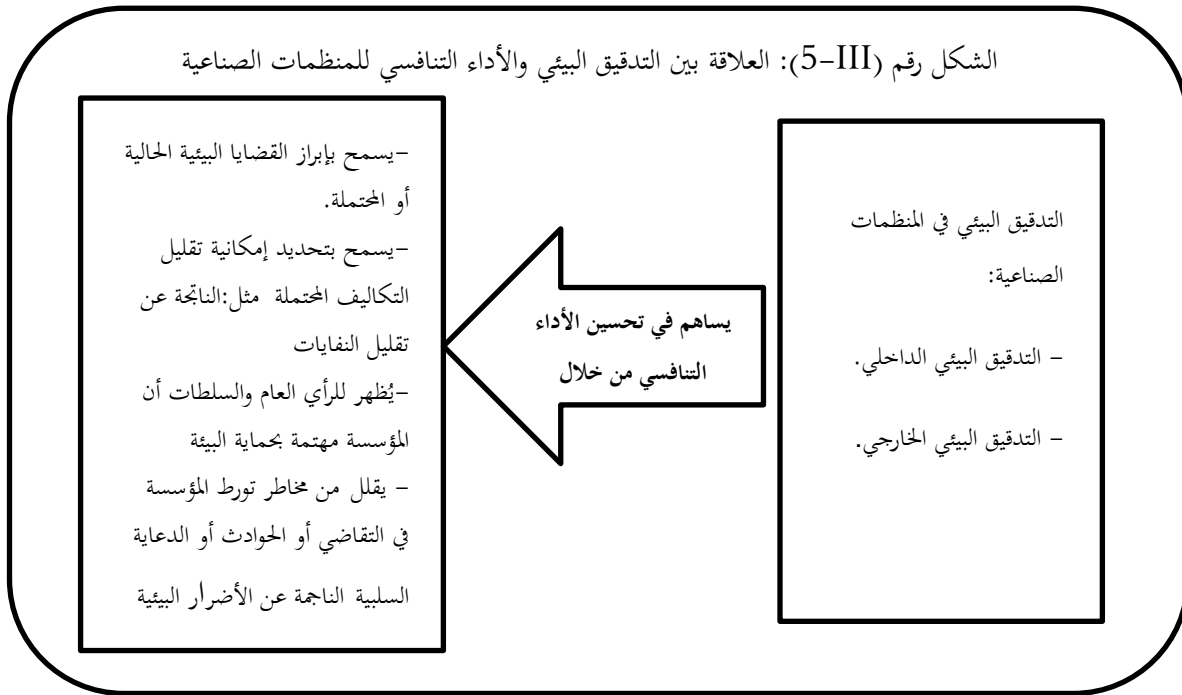 الشكل رقم (III-5): العلاقة بين التدقيق البيئي والأداء التنافسي للمنظمات الصناعية
التدقيق البيئي في المنظمات
الصناعية:
- التدقيق البيئي الداخلي.
- التدقيق البيئي الخارجي.
يساهم في تحسين الأداء
التنافسي من خلال
-يسمح بإبراز القضايا البيئية الحالية
أو المحتملة.
-يسمح بتحديد إمكانية تقليل
التكاليف المحتملة مثل:الناتجة عن
تقليل النفايات
-يُظهر للرأي العام والسلطات أن
المؤسسة مهتمة بحماية البيئة
- يقلل من مخاطر تورط المؤسسة
في التقاضي أو الحوادث أو الدعاية
السلبية الناجمة عن الأضرار البيئية